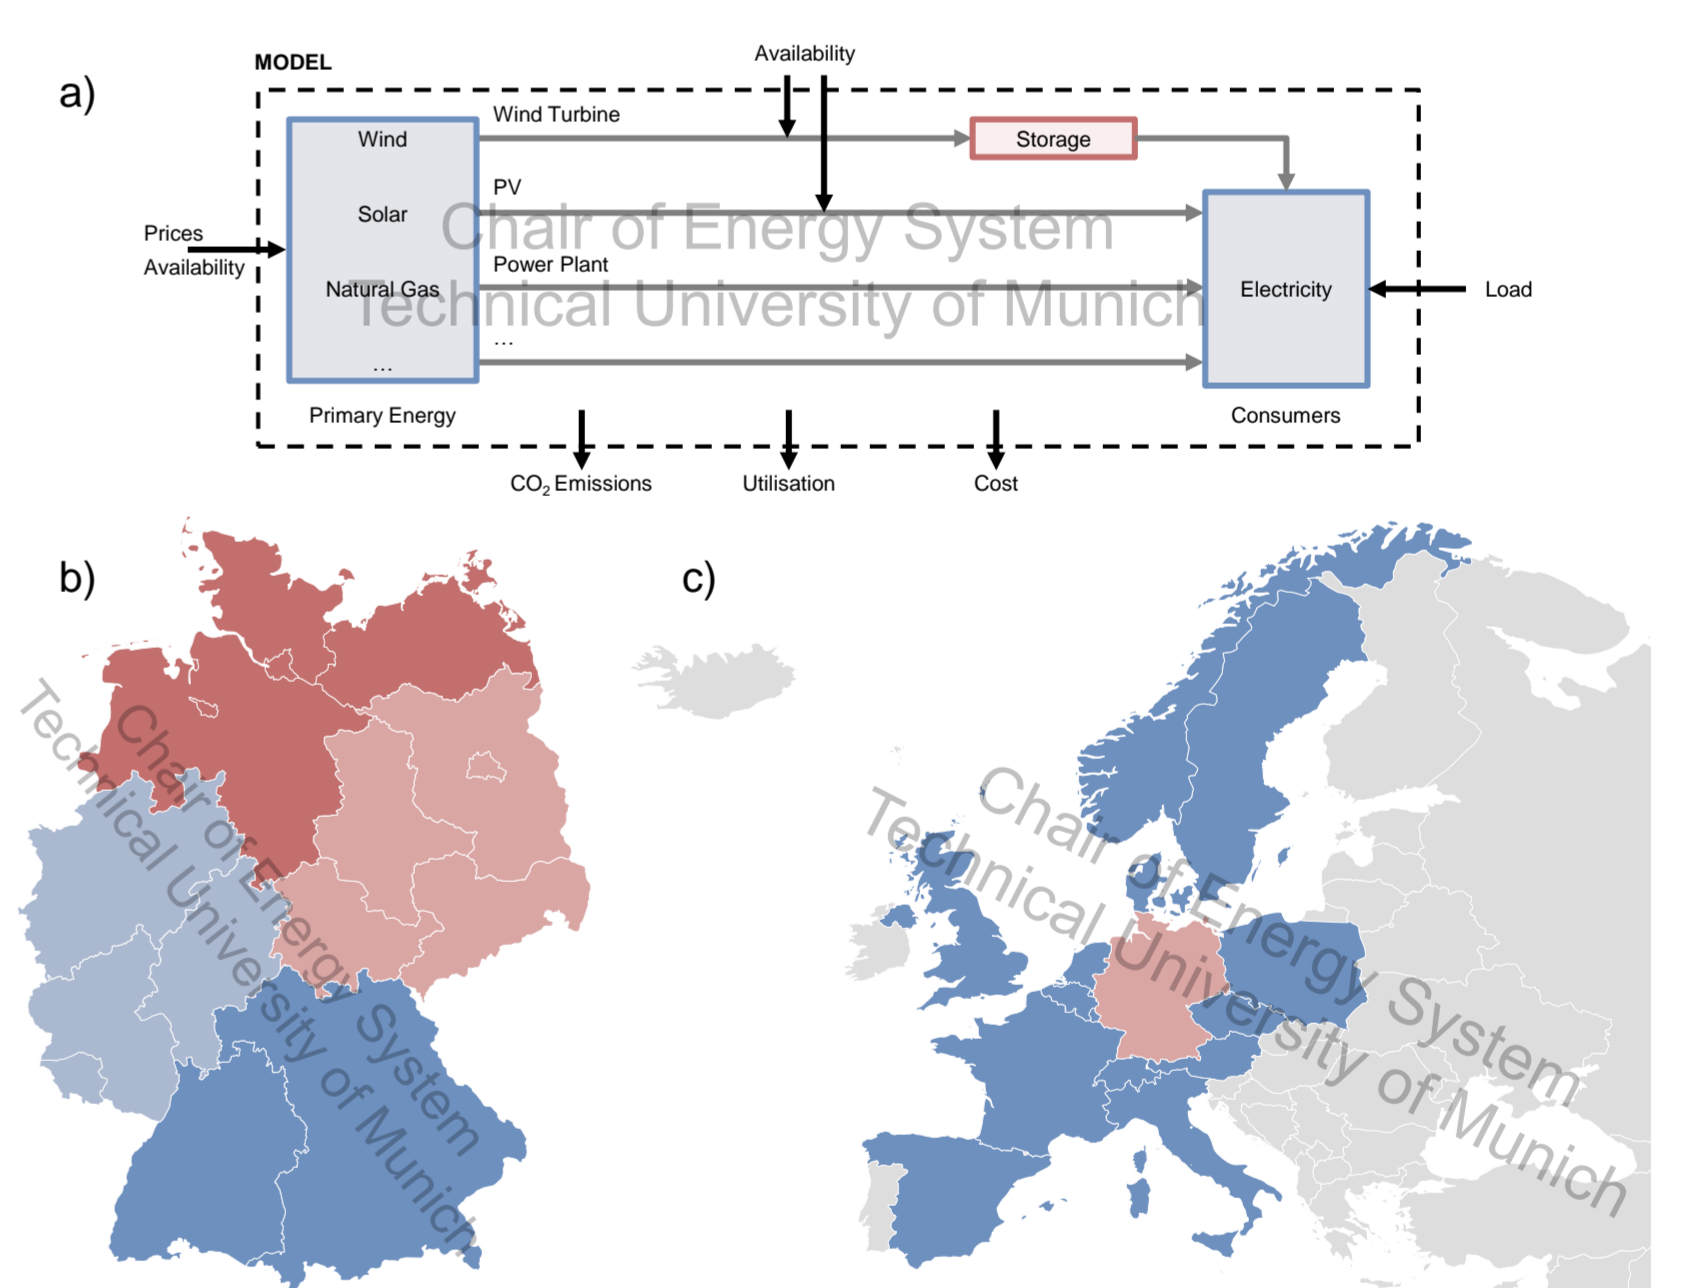 a)
MODEL
Availability
Wind Turbine
Wind
Storage
PV
Solar
Prices
Availability
Power Plant
Natural Gas
Electricity
Load
…
…
Primary Energy
Consumers
CO₂ Emissions
Utilisation
Cost
Chair of Energy System
Technical University of Munich
b)
Chair of Energy System
Technical University of Munich
c)
Chair of Energy System
Technical University of Munich